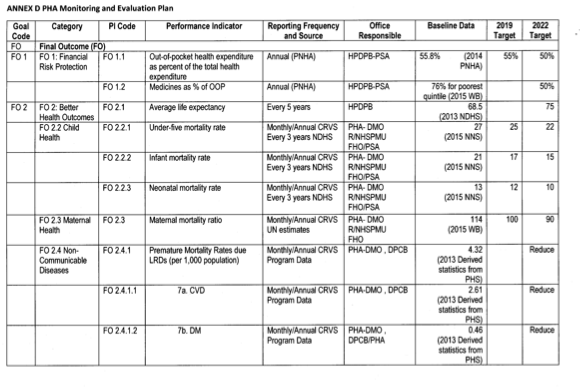 ANNEX D PHA Monitoring and Evaluation Plan
Goal Code | Category | PI Code | Performance Indicator | Reporting Frequency and Source | Office Responsible | Baseline Data | 2019 Target | 2022 Target
FO | Final Outcome (FO)
FO 1 | FO 1: Financial Risk Protection | FO 1.1 | Out-of-pocket health expenditure as percent of the total health expenditure | Annual (PNHA) | HPDPB-PSA | 55.8% (2014 PNHA) | 55% | 50%
FO 1.2 | Medicines as % of OOP | Annual (PNHA) | HPDPB-PSA | 76% for poorest quintile (2015 WB) | 50%
FO 2 | FO 2: Better Health Outcomes | FO 2.1 | Average life expectancy | Every 5 years | HPDPB | 68.5 (2013 NDHS) | 75
FO 2.2 Child Health | FO 2.2.1 | Under-five mortality rate | Monthly/Annual CRVS Every 3 years NDHS | PHA- DMO R/NHSPMU FHO/PSA | 27 (2015 NNS) | 25 | 22
FO 2.2.2 | Infant mortality rate | Monthly/Annual CRVS Every 3 years NDHS | PHA- DMO R/NHSPMU FHO/PSA | 21 (2015 NNS) | 17 | 15
FO 2.2.3 | Neonatal mortality rate | Monthly/Annual CRVS Every 3 years NDHS | PHA- DMO R/NHSPMU FHO/PSA | 13 (2015 NNS) | 12 | 10
FO 2.3 Maternal Health | FO 2.3 | Maternal mortality ratio | Monthly/Annual CRVS UN estimates | PHA- DMO R/NHSPMU FHO | 114 (2015 WB) | 100 | 90
FO 2.4 Non-Communicable Diseases | FO 2.4.1 | Premature Mortality Rates due LRDs (per 1,000 population) | Monthly/Annual CRVS Program Data | PHA-DMO , DPCB | 4.32 (2013 Derived statistics from PHS) | Reduce
FO 2.4.1.1 | 7a. CVD | Monthly/Annual CRVS Program Data | PHA-DMO , DPCB | 2.61 (2013 Derived statistics from PHS) | Reduce
FO 2.4.1.2 | 7b. DM | Monthly/Annual CRVS Program Data | PHA-DMO , DPCB/PHA | 0.46 (2013 Derived statistics from PHS) | Reduce